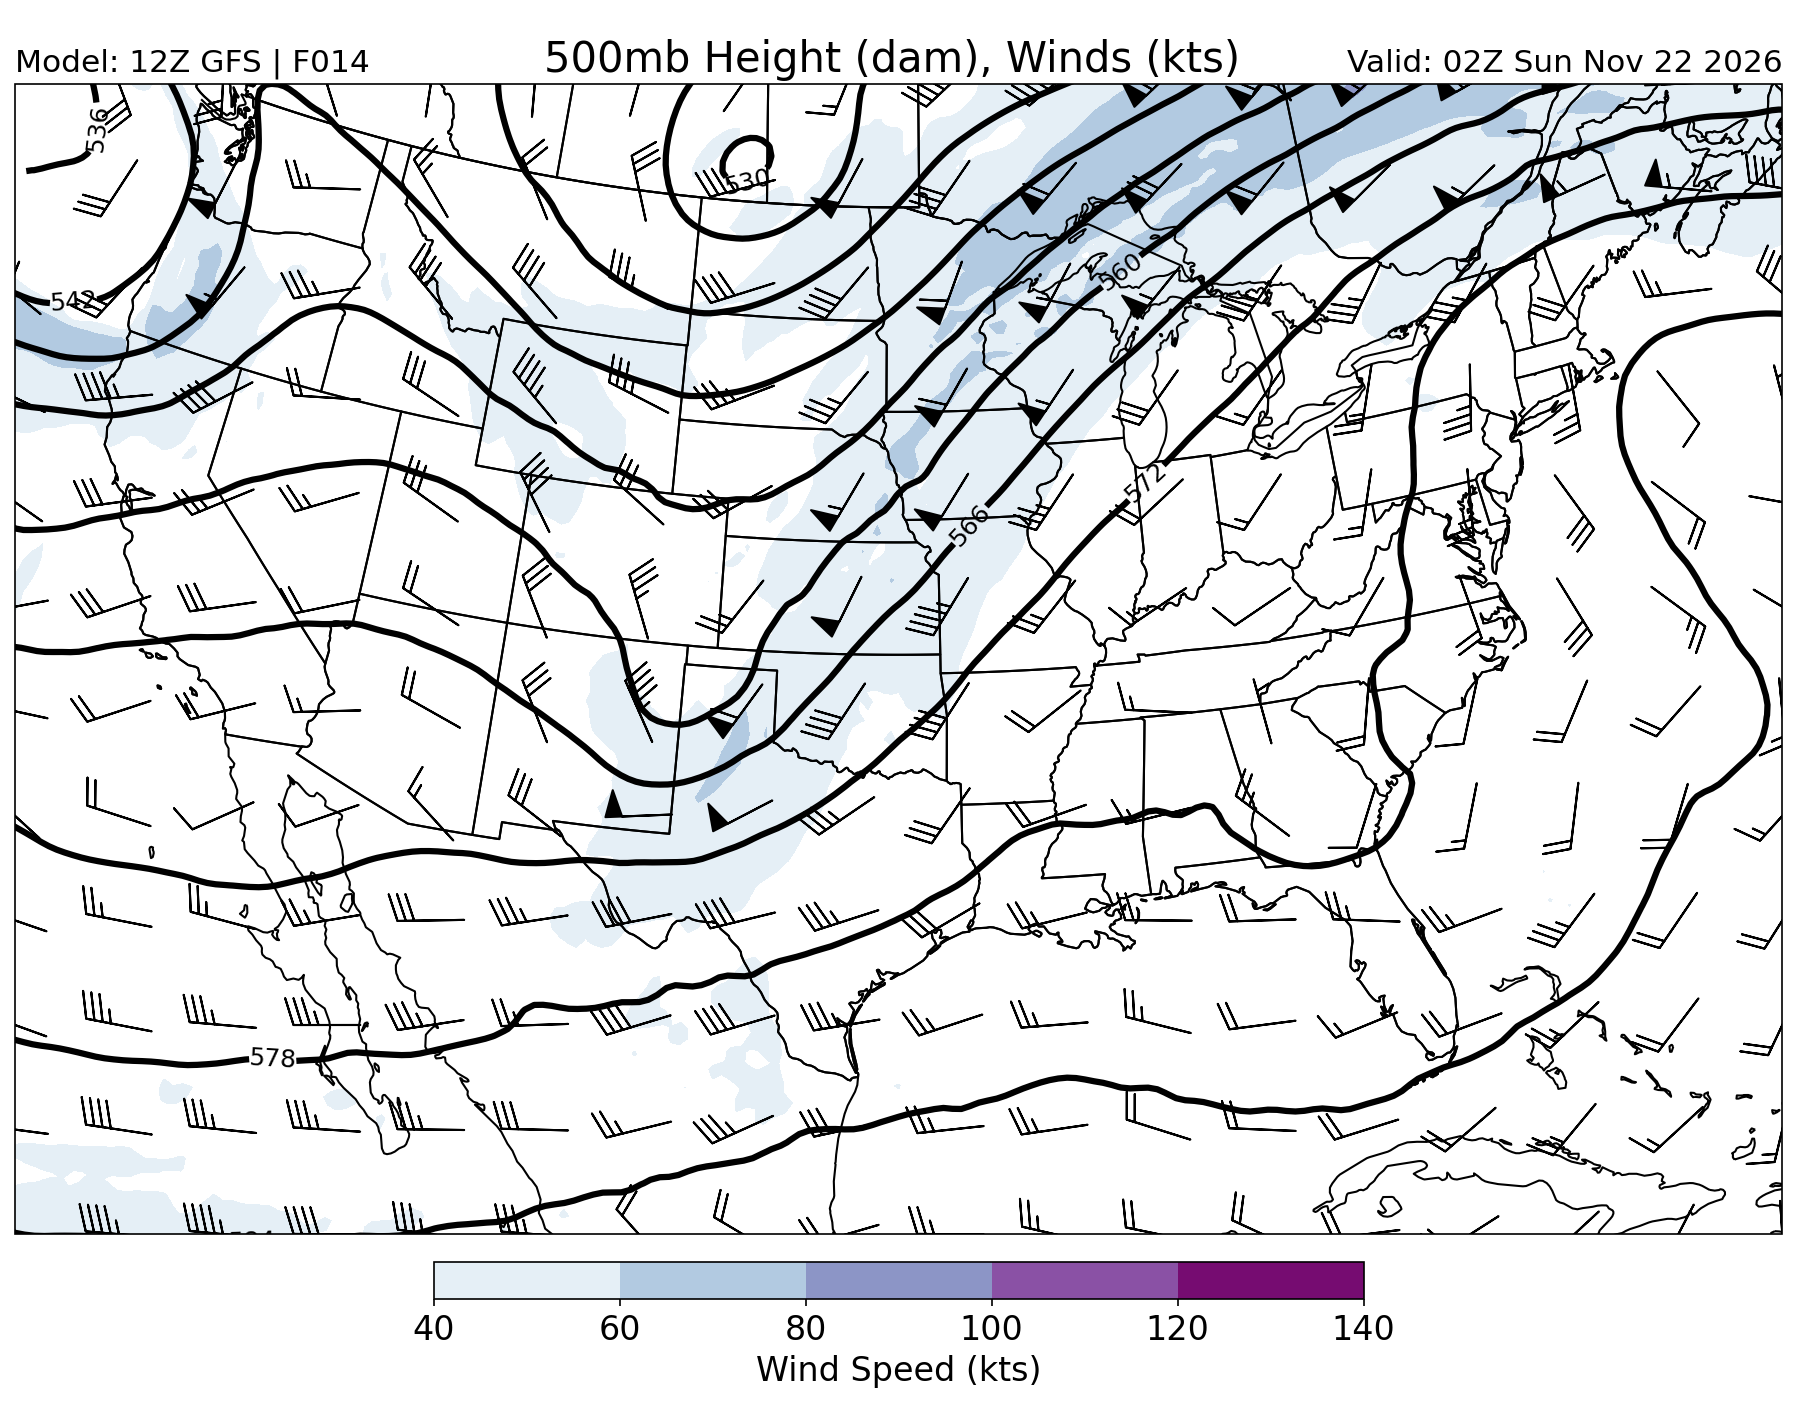 500mb Height (dam), Winds (kts)
Model: 12Z GFS | F014
Valid: 02Z Sun Nov 22 2026
536
530
542
560
572
566
578
40 60 80 100 120 140
Wind Speed (kts)